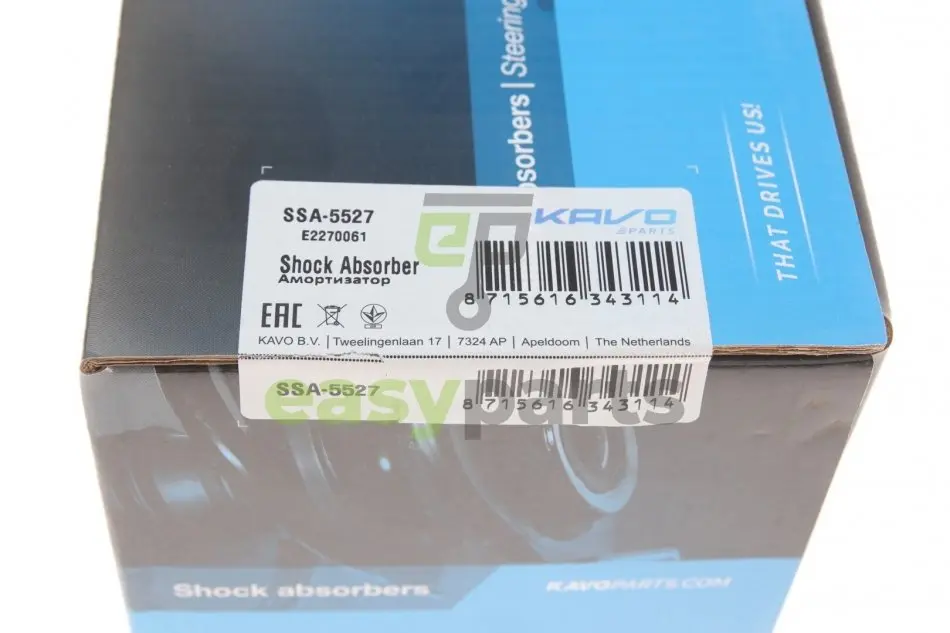 sorbers | Steering
THAT DRIVES US!
SSA-5527
E2270061
KAVO
PARTS
Shock Absorber
Амортизатор
8 715616 343114
EAC
KAVO B.V. | Tweelingenlaan 17 | 7324 AP | Apeldoorn | The Netherlands
SSA-5527
8 715616 343114
easyparts
Shock absorbers
KAVOPARTS.COM